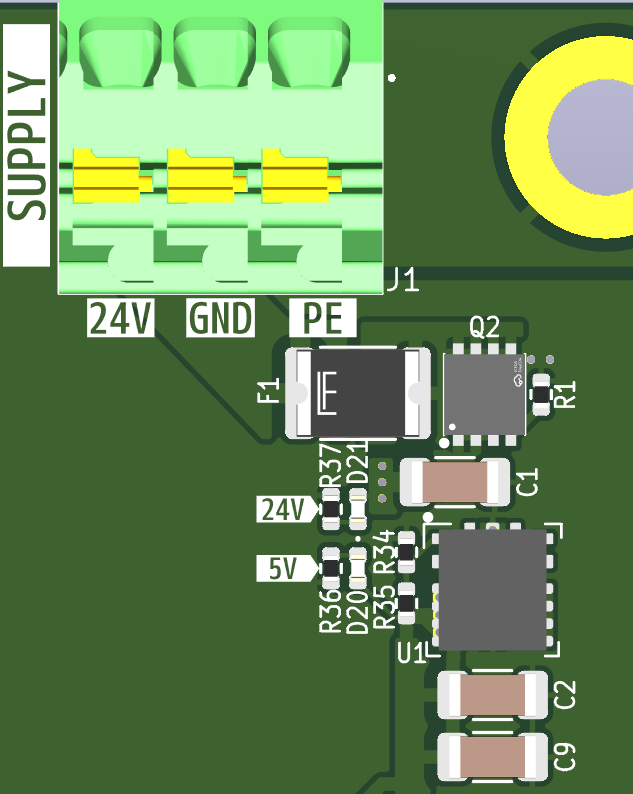 SUPPLY
J1
24V GND PE
Q2
F1
R1
R37
D21
C1
24V
5V
R34
R35
R36
D20
U1
C2
C9